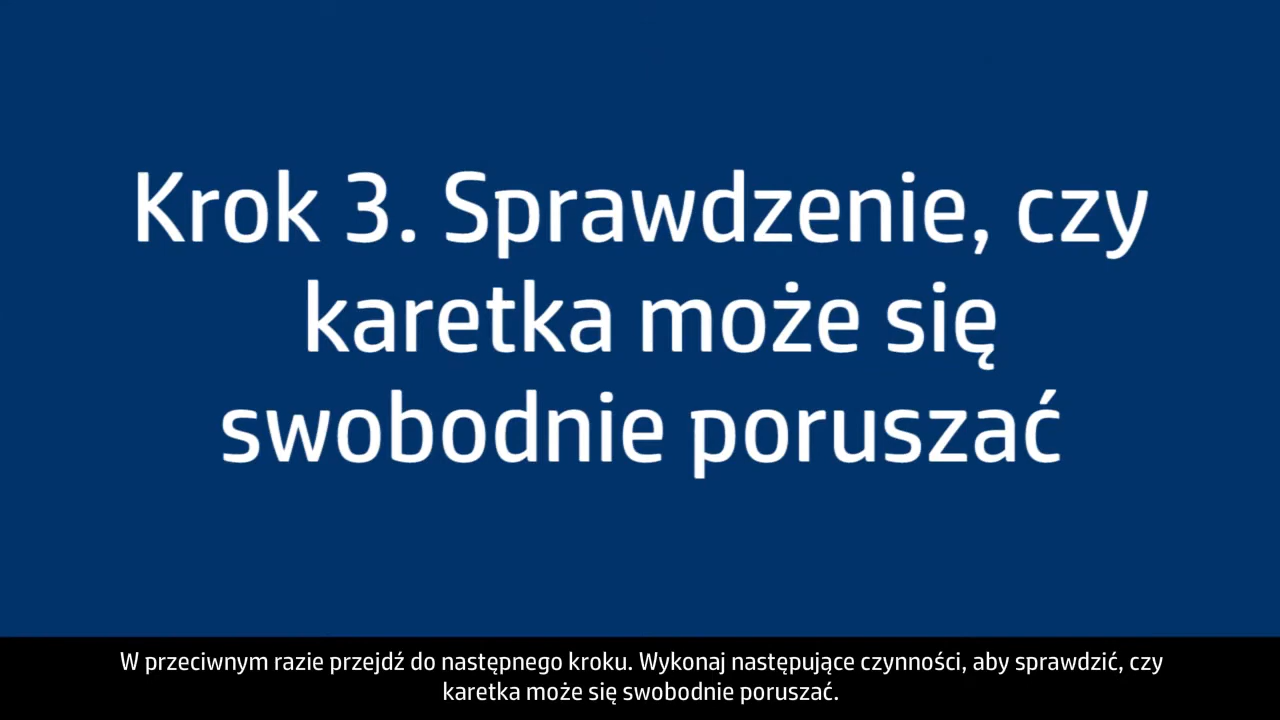 Krok 3. Sprawdzenie, czy
karetka może się
swobodnie poruszać
W przeciwnym razie przejdź do następnego kroku. Wykonaj następujące czynności, aby sprawdzić, czy
karetka może się swobodnie poruszać.